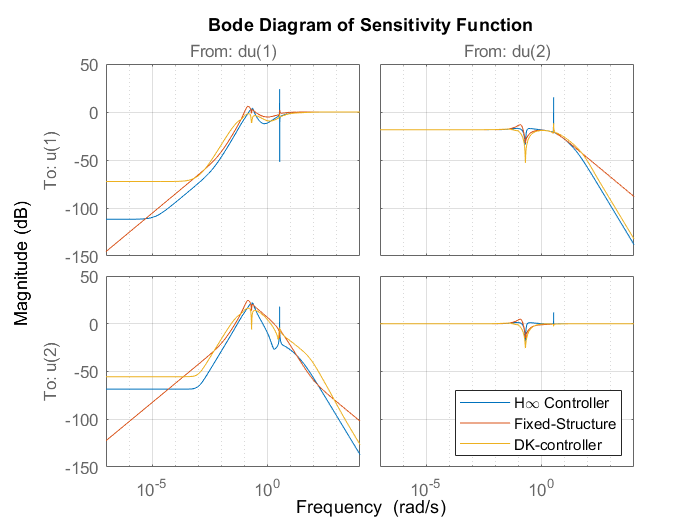 Bode Diagram of Sensitivity Function
From: du(1)
From: du(2)
Magnitude (dB)
To: u(1)
50
0
-50
-100
-150
To: u(2)
50
0
-50
-100
-150
H∞ Controller
Fixed-Structure
DK-controller
10^-5
10^0
10^-5
10^0
Frequency (rad/s)